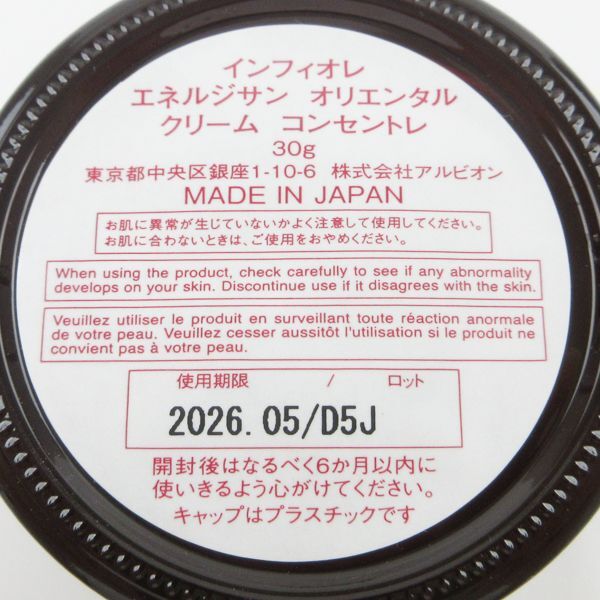 インフィオレ
エネルジサン オリエンタル
クリーム コンセントレ
30g
東京都中央区銀座1-10-6 株式会社アルビオン
MADE IN JAPAN
お肌に異常が生じていないかよく注意して使用してください。
お肌に合わないときは、ご使用をおやめください。
When using the product, check carefully to see if any abnormality
develops on your skin. Discontinue use if it disagrees with the skin.
Veuillez utiliser le produit en surveillant toute réaction anormale
de votre peau. Veuillez cesser aussitôt l'utilisation si le produit ne
convient pas à votre peau.
使用期限 / ロット
2026.05/D5J
開封後はなるべく6か月以内に
使いきるよう心がけてください。
キャップはプラスチックです